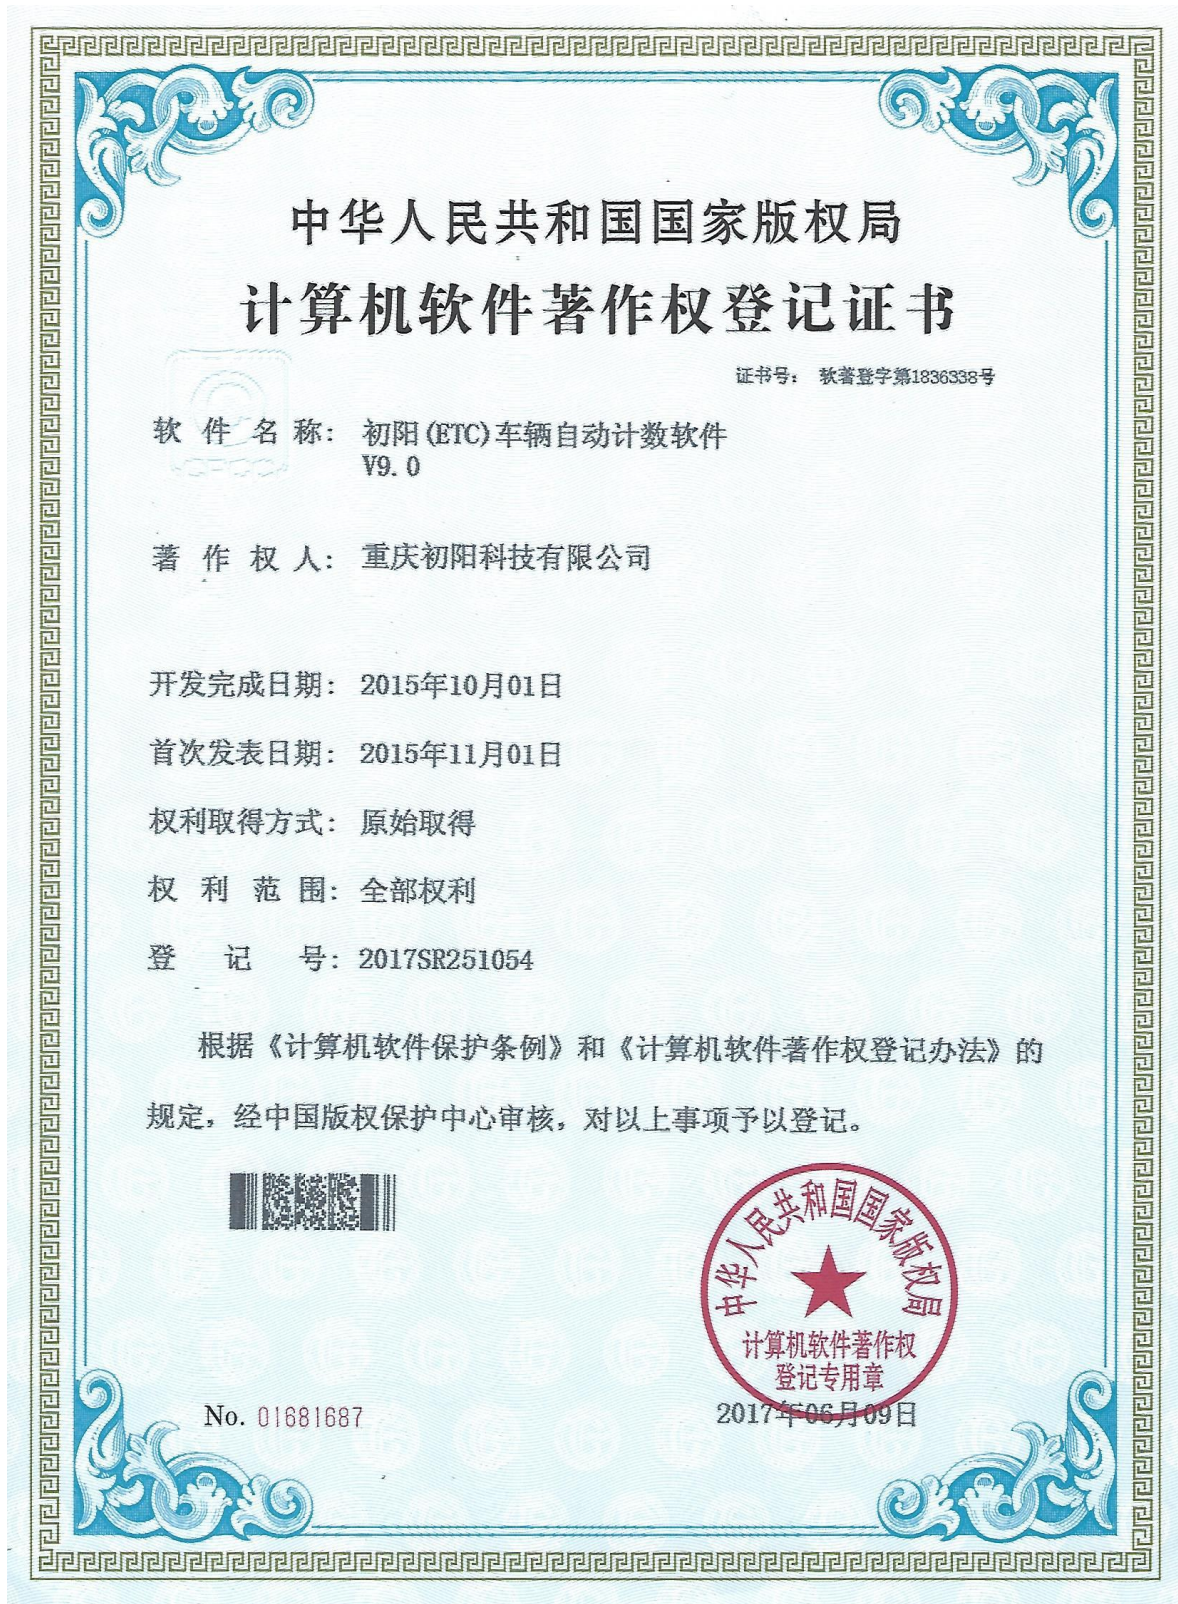 中华人民共和国国家版权局
计算机软件著作权登记证书
证书号： 软著登字第1836338号
软件名称： 初阳(ETC)车辆自动计数软件
V9.0
CPCC
著作权人： 重庆初阳科技有限公司
开发完成日期： 2015年10月01日
首次发表日期： 2015年11月01日
权利取得方式： 原始取得
权利范围： 全部权利
登记号： 2017SR251054
根据《计算机软件保护条例》和《计算机软件著作权登记办法》的
规定，经中国版权保护中心审核，对以上事项予以登记。
中华人民共和国国家版权局
计算机软件著作权
登记专用章
No. 01681687
2017年06月09日